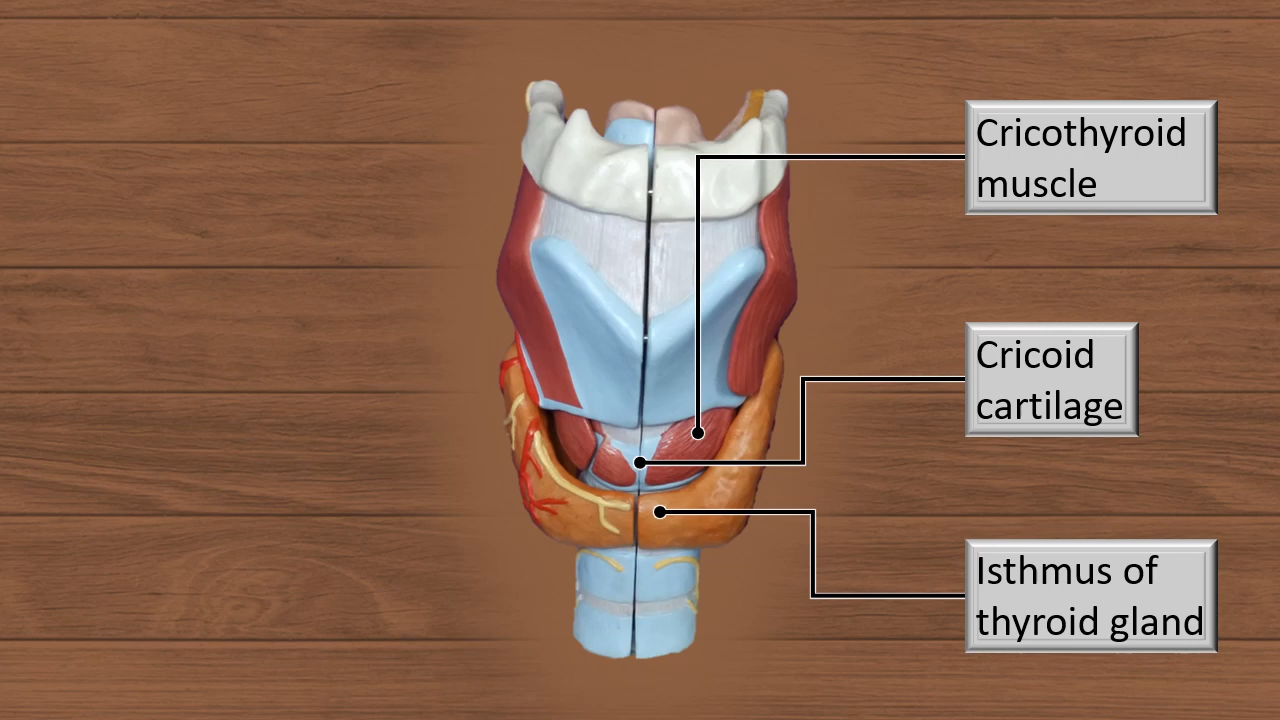 Cricothyroid
muscle
Cricoid
cartilage
Isthmus of
thyroid gland